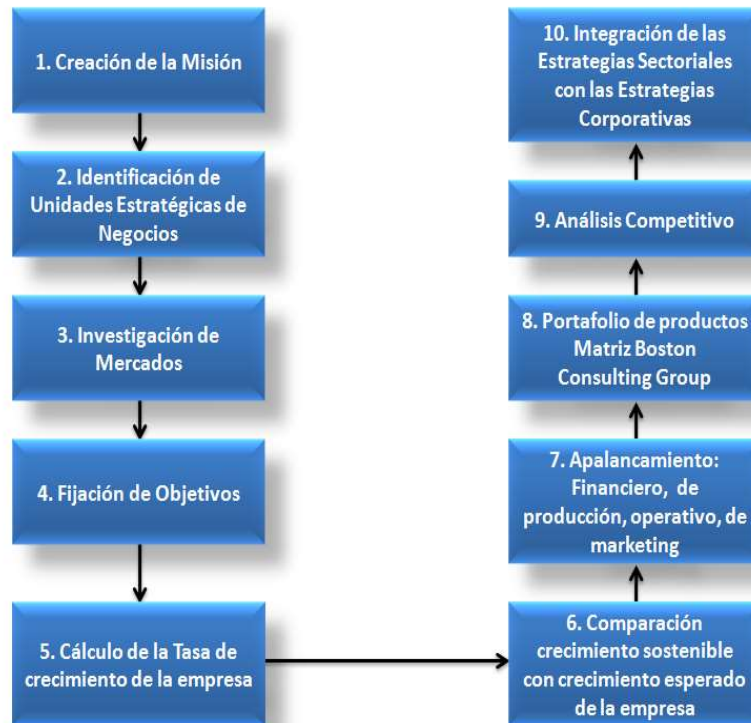 1. Creación de la Misión
2. Identificación de
Unidades Estratégicas de
Negocios
3. Investigación de
Mercados
4. Fijación de Objetivos
5. Cálculo de la Tasa de
crecimiento de la empresa
6. Comparación
crecimiento sostenible
con crecimiento esperado
de la empresa
7. Apalancamiento:
Financiero, de
producción, operativo, de
marketing
8. Portafolio de productos
Matriz Boston
Consulting Group
9. Análisis Competitivo
10. Integración de las
Estrategias Sectoriales
con las Estrategias
Corporativas